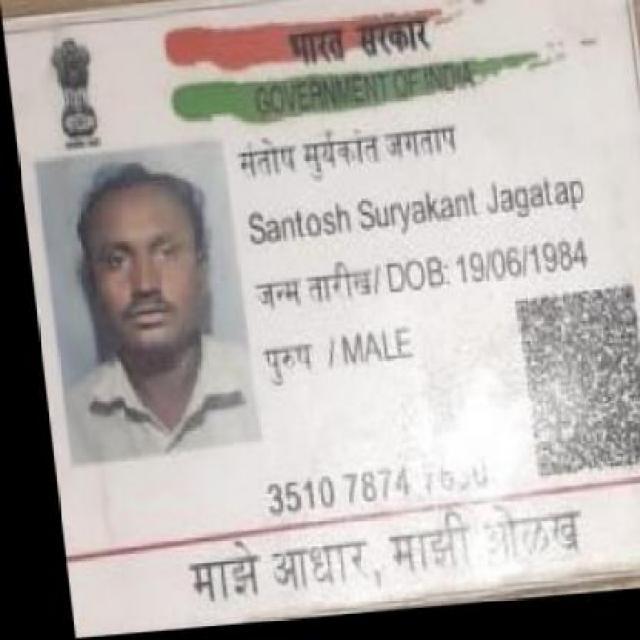 भारत सरकार
GOVERNMENT OF INDIA
संतोष सुर्यकांत जगताप
Santosh Suryakant Jagatap
जन्म तारीख/ DOB: 19/06/1984
पुरुष / MALE
3510 7874
माझे आधार, माझी ओळख